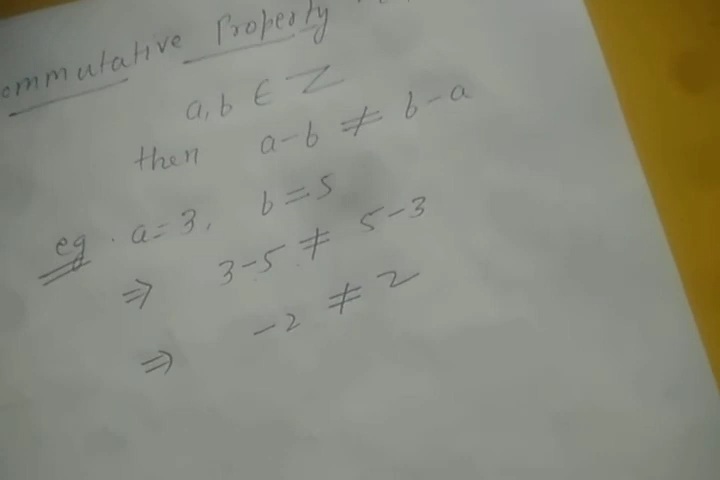 ommutative Property
a, b ∈ Z
then a-b ≠ b-a
eg. a=3, b=5
⇒ 3-5 ≠ 5-3
⇒ -2 ≠ 2